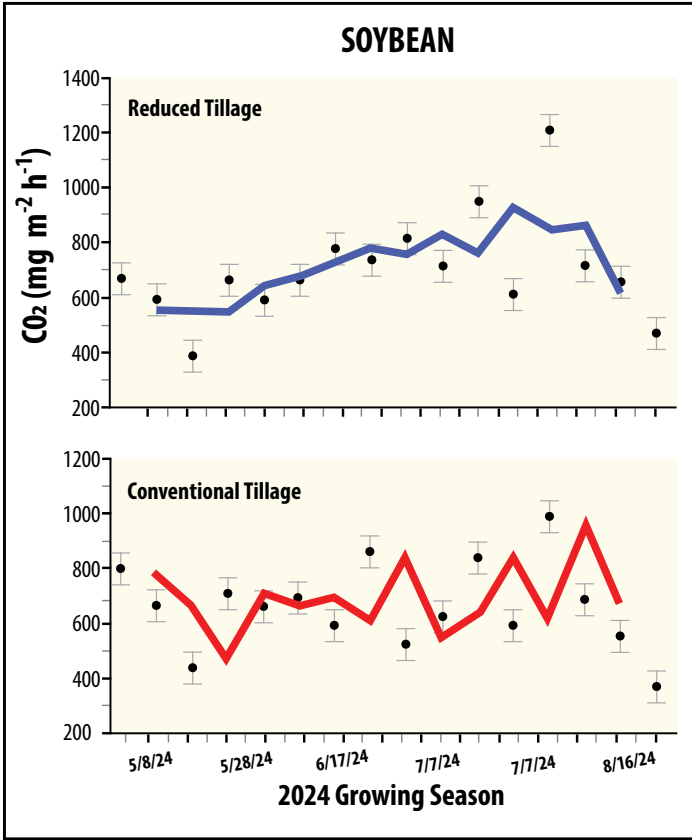 SOYBEAN
Reduced Tillage
1400
1200
1000
800
600
400
200
CO₂ (mg m⁻² h⁻¹)
Conventional Tillage
1200
1000
800
600
400
200
5/8/24 5/28/24 6/17/24 7/7/24 7/7/24 8/16/24
2024 Growing Season